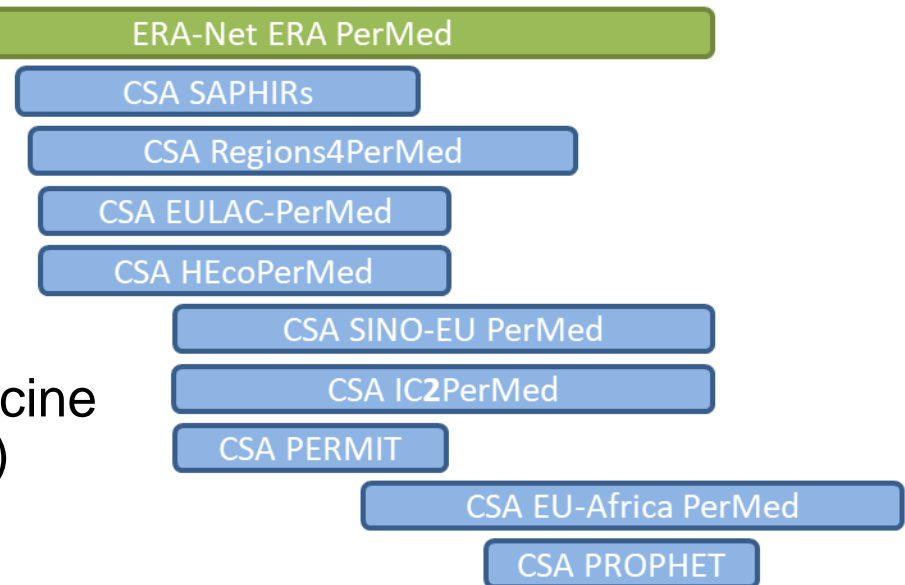 ERA-Net ERA PerMed
CSA SAPHIRs
CSA Regions4PerMed
CSA EULAC-PerMed
CSA HEcoPerMed
CSA SINO-EU PerMed
cine
CSA IC2PerMed
)
CSA PERMIT
CSA EU-Africa PerMed
CSA PROPHET